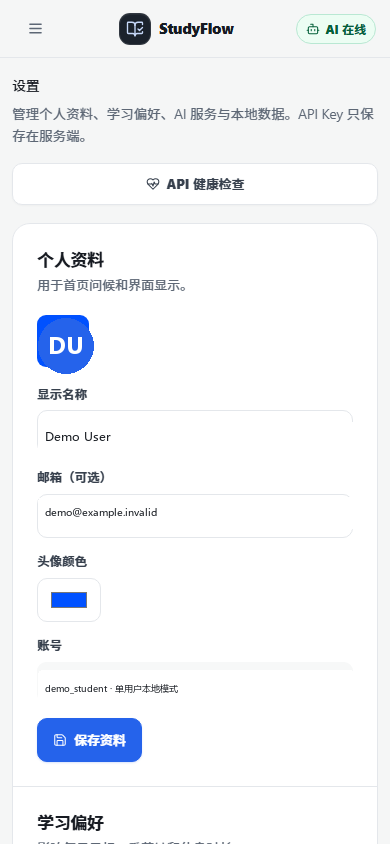 StudyFlow
AI 在线
设置
管理个人资料、学习偏好、AI 服务与本地数据。API Key 只保
存在服务端。
API 健康检查
个人资料
用于首页问候和界面显示。
DU
显示名称
Demo User
邮箱（可选）
demo@example.invalid
头像颜色
账号
demo_student · 单用户本地模式
保存资料
学习偏好